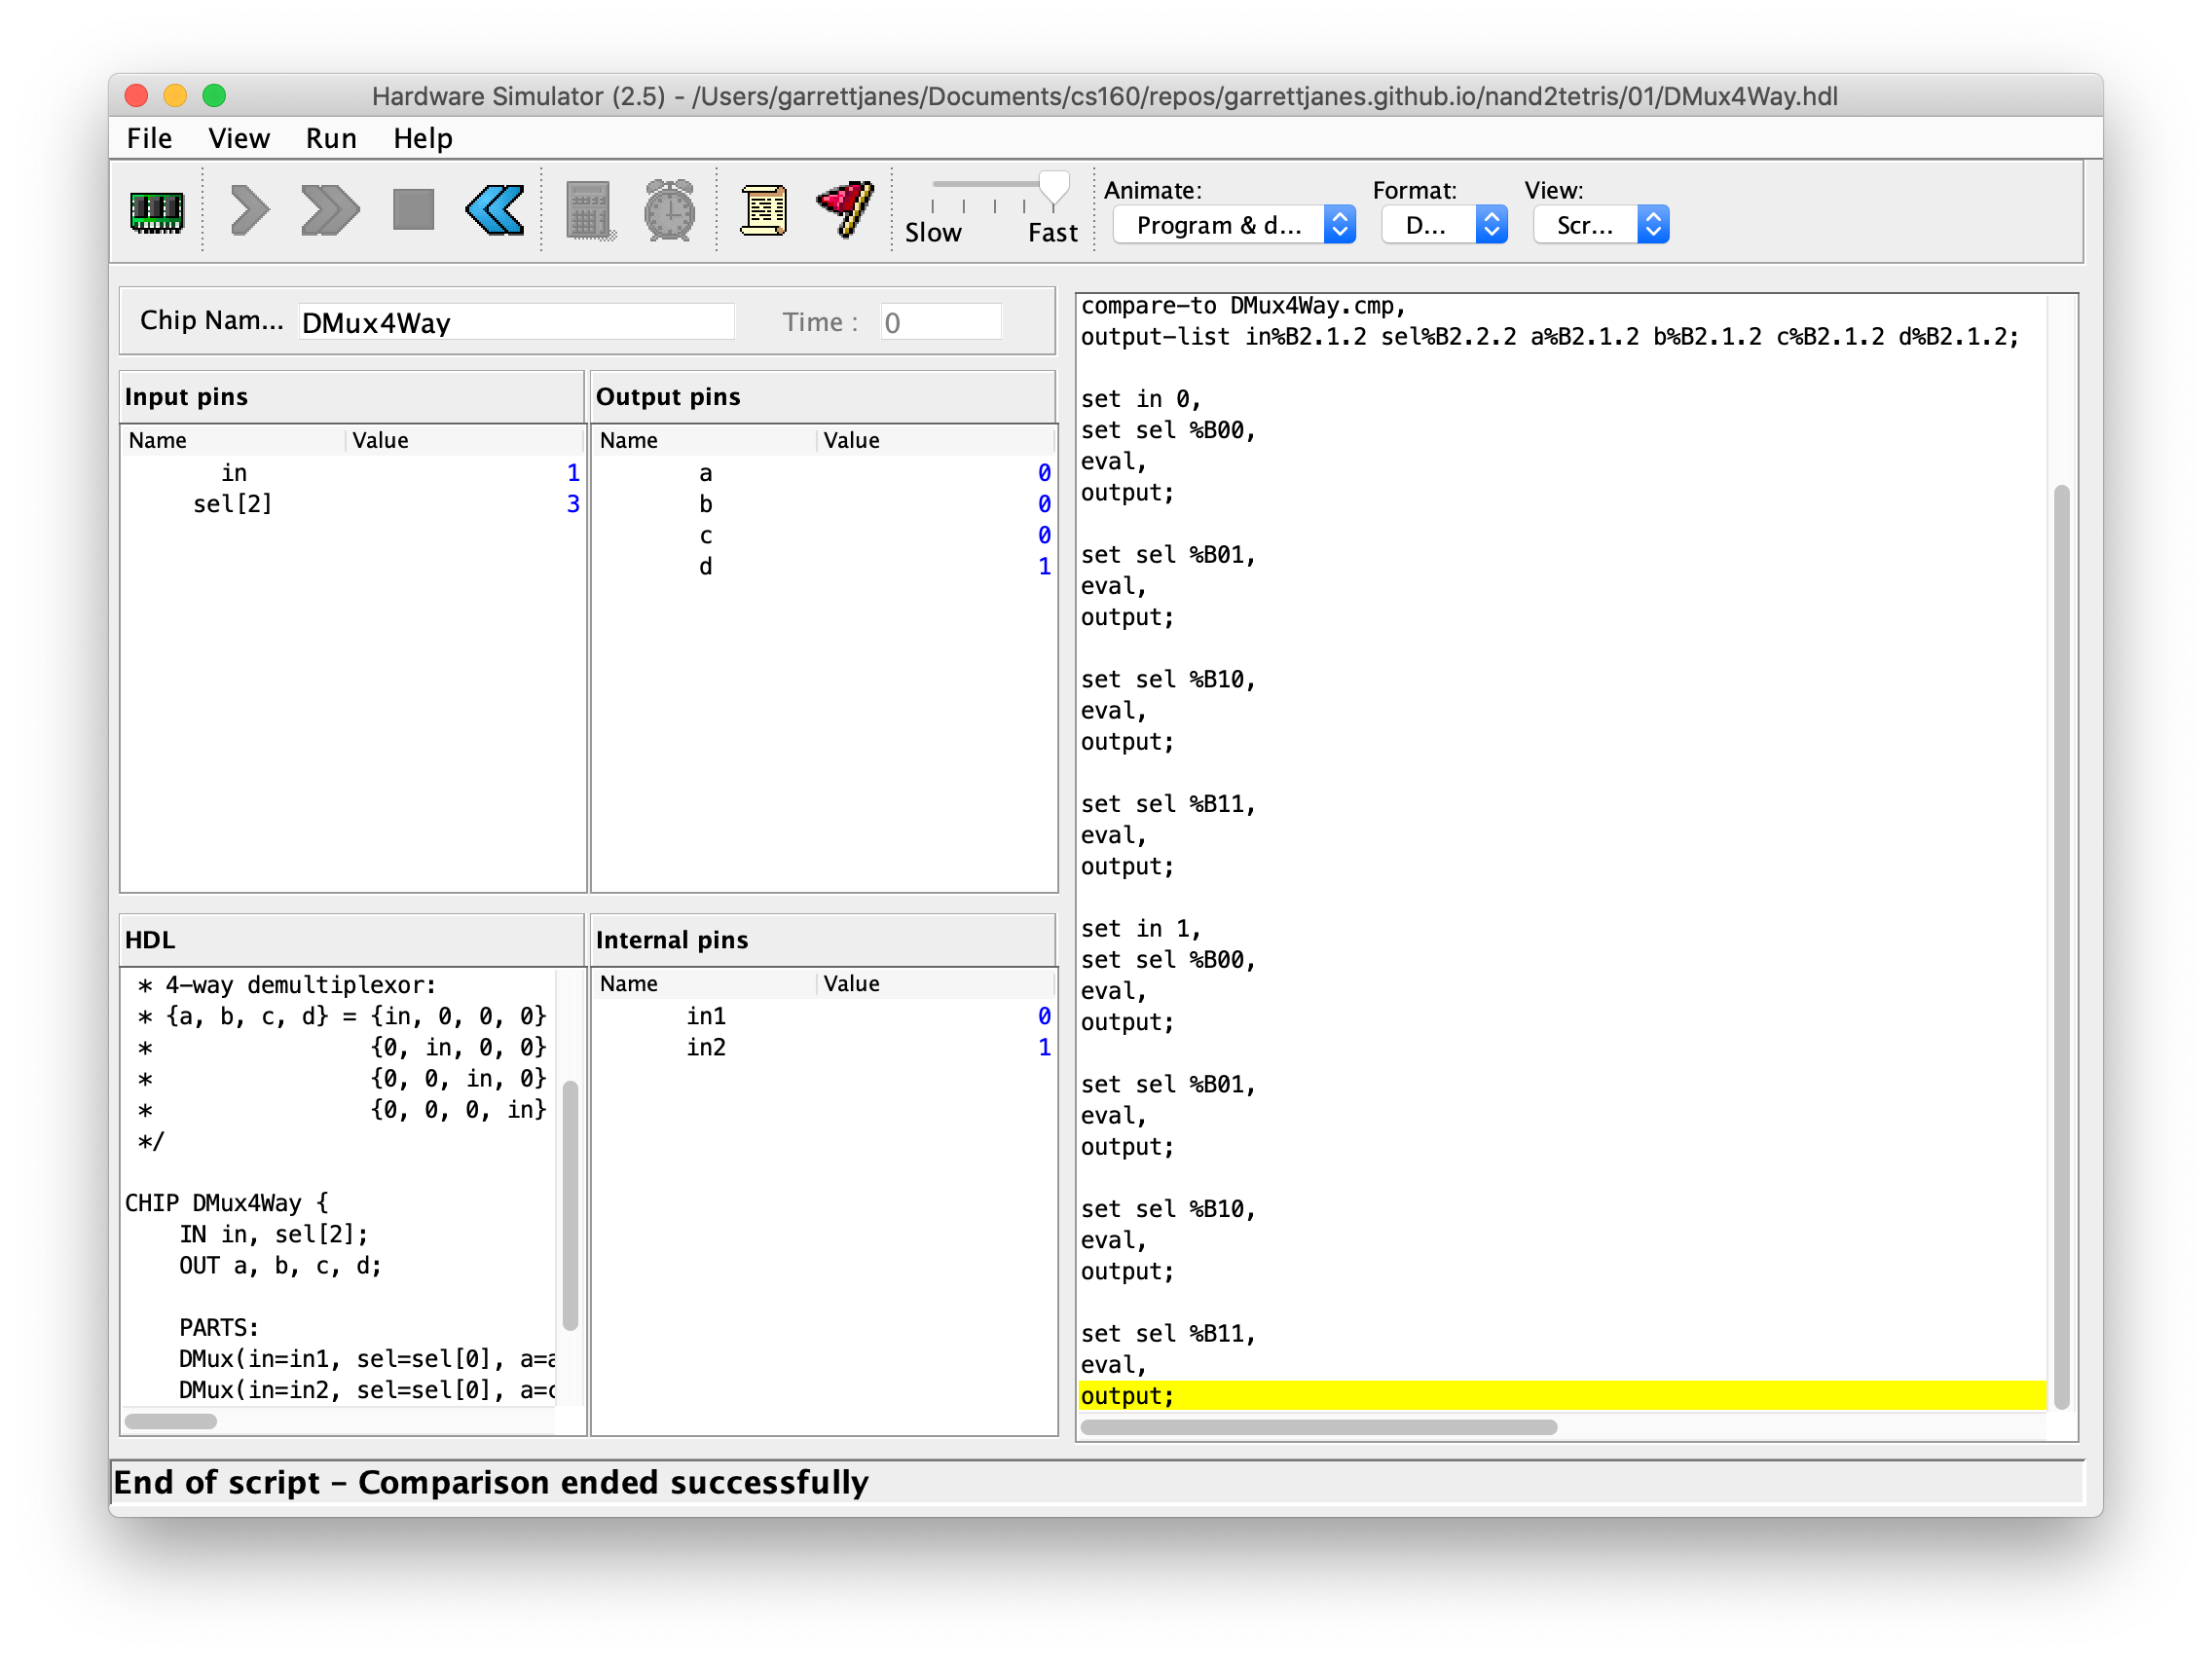 Hardware Simulator (2.5) - /Users/garrettjanes/Documents/cs160/repos/garrettjanes.github.io/nand2tetris/01/DMux4Way.hdl
File View Run Help
Slow Fast
Animate: Format: View:
Program & d... D... Scr...
Chip Nam... DMux4Way Time : 0
Input pins
Name Value
in 1
sel[2] 3
Output pins
Name Value
a 0
b 0
c 0
d 1
HDL
* 4-way demultiplexor:
* {a, b, c, d} = {in, 0, 0, 0}
* {0, in, 0, 0}
* {0, 0, in, 0}
* {0, 0, 0, in}
*/
CHIP DMux4Way {
IN in, sel[2];
OUT a, b, c, d;
PARTS:
DMux(in=in1, sel=sel[0], a=a
DMux(in=in2, sel=sel[0], a=c
Internal pins
Name Value
in1 0
in2 1
compare-to DMux4Way.cmp,
output-list in%B2.1.2 sel%B2.2.2 a%B2.1.2 b%B2.1.2 c%B2.1.2 d%B2.1.2;
set in 0,
set sel %B00,
eval,
output;
set sel %B01,
eval,
output;
set sel %B10,
eval,
output;
set sel %B11,
eval,
output;
set in 1,
set sel %B00,
eval,
output;
set sel %B01,
eval,
output;
set sel %B10,
eval,
output;
set sel %B11,
eval,
output;
End of script - Comparison ended successfully